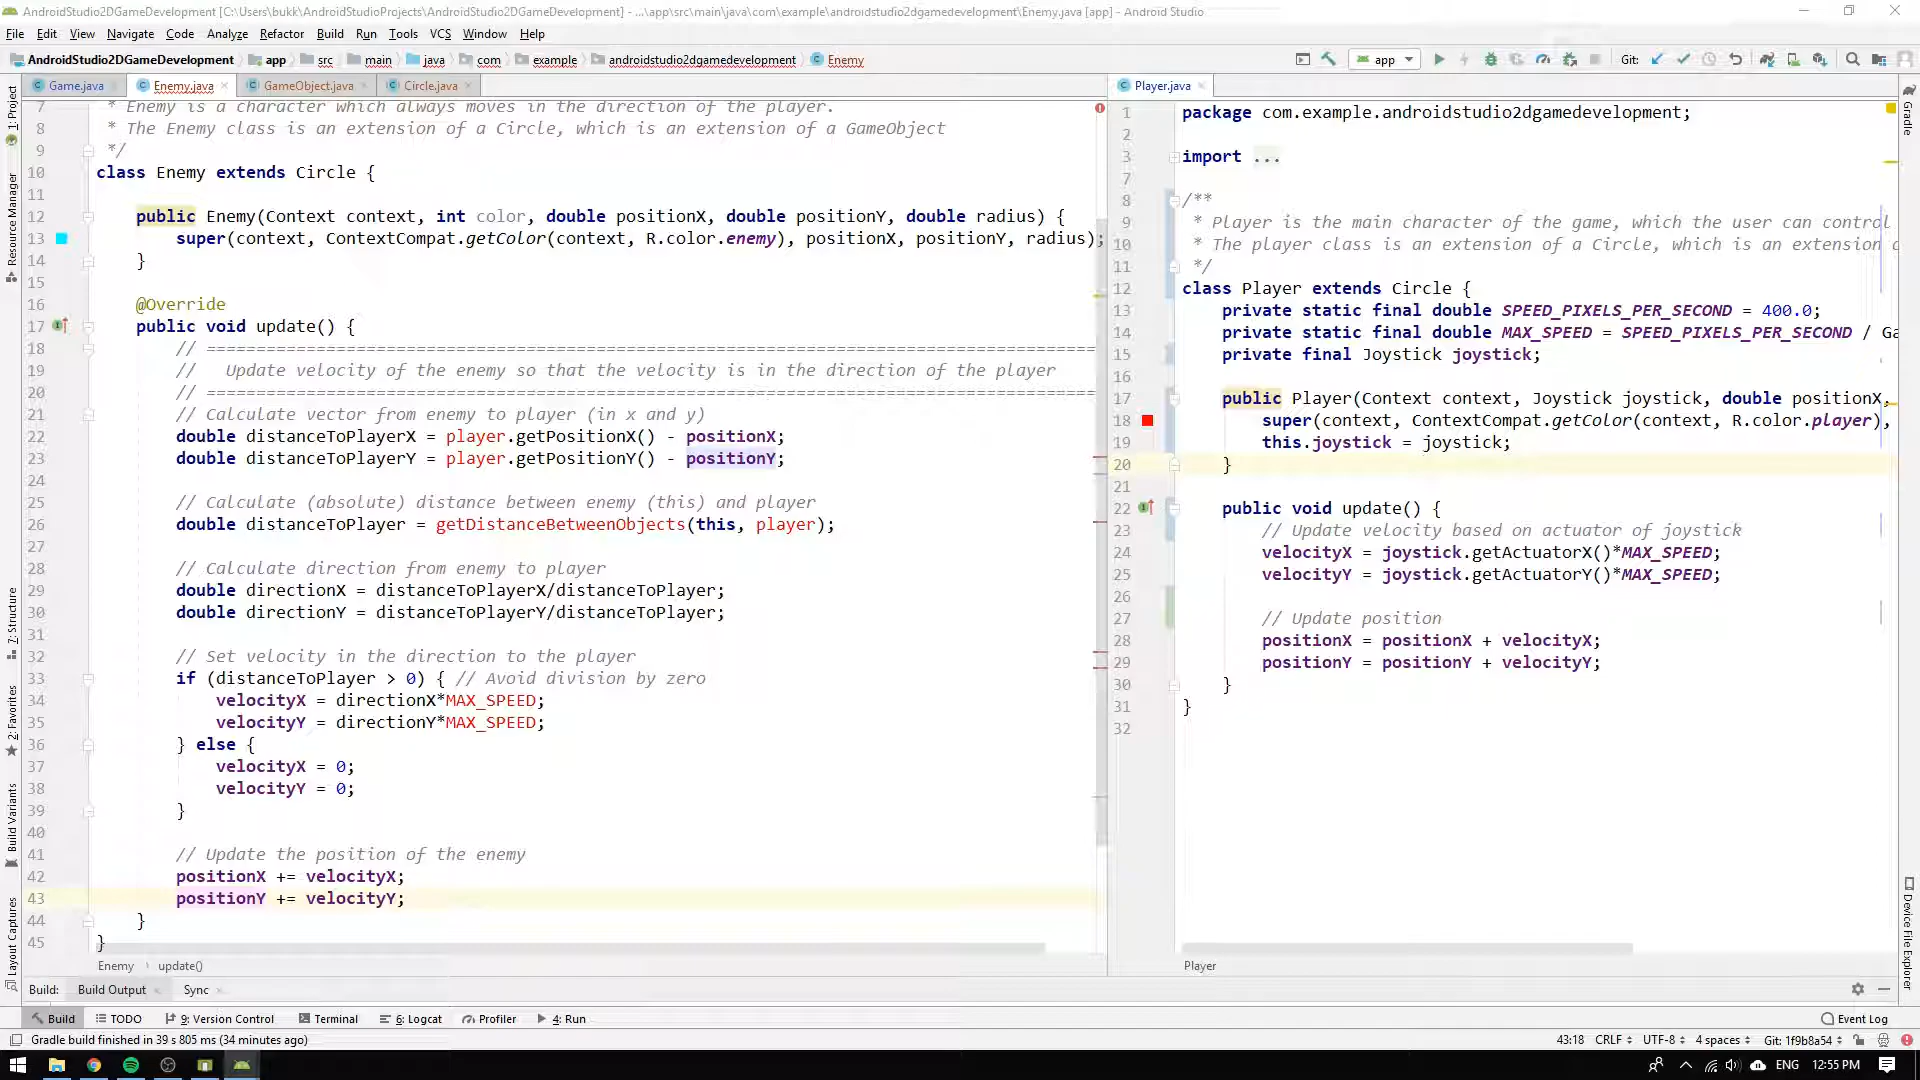 AndroidStudio2DGameDevelopment [C:\Users\bukk\AndroidStudioProjects\AndroidStudio2DGameDevelopment] - ...\app\src\main\java\com\example\androidstudio2dgamedevelopment\Enemy.java [app] - Android Studio
File Edit View Navigate Code Analyze Refactor Build Run Tools VCS Window Help
AndroidStudio2DGameDevelopment app src main java com example androidstudio2dgamedevelopment Enemy app Git:
Game.java Enemy.java GameObject.java Circle.java
7 * Enemy is a character which always moves in the direction of the player.
8 * The Enemy class is an extension of a Circle, which is an extension of a GameObject
9 */
10 class Enemy extends Circle {
11
12 public Enemy(Context context, int color, double positionX, double positionY, double radius) {
13 super(context, ContextCompat.getColor(context, R.color.enemy), positionX, positionY, radius);
14 }
15
16 @Override
17 public void update() {
18 // =========================================================================================
19 // Update velocity of the enemy so that the velocity is in the direction of the player
20 // =========================================================================================
21 // Calculate vector from enemy to player (in x and y)
22 double distanceToPlayerX = player.getPositionX() - positionX;
23 double distanceToPlayerY = player.getPositionY() - positionY;
24
25 // Calculate (absolute) distance between enemy (this) and player
26 double distanceToPlayer = getDistanceBetweenObjects(this, player);
27
28 // Calculate direction from enemy to player
29 double directionX = distanceToPlayerX/distanceToPlayer;
30 double directionY = distanceToPlayerY/distanceToPlayer;
31
32 // Set velocity in the direction to the player
33 if (distanceToPlayer > 0) { // Avoid division by zero
34 velocityX = directionX*MAX_SPEED;
35 velocityY = directionY*MAX_SPEED;
36 } else {
37 velocityX = 0;
38 velocityY = 0;
39 }
40
41 // Update the position of the enemy
42 positionX += velocityX;
43 positionY += velocityY;
44 }
45 }
Enemy update()
Player.java
1 package com.example.androidstudio2dgamedevelopment;
2
3 import ...
7
8 /**
9 * Player is the main character of the game, which the user can control
10 * The player class is an extension of a Circle, which is an extension o
11 */
12 class Player extends Circle {
13 private static final double SPEED_PIXELS_PER_SECOND = 400.0;
14 private static final double MAX_SPEED = SPEED_PIXELS_PER_SECOND / Ga
15 private final Joystick joystick;
16
17 public Player(Context context, Joystick joystick, double positionX,
18 super(context, ContextCompat.getColor(context, R.color.player),
19 this.joystick = joystick;
20 }
21
22 public void update() {
23 // Update velocity based on actuator of joystick
24 velocityX = joystick.getActuatorX()*MAX_SPEED;
25 velocityY = joystick.getActuatorY()*MAX_SPEED;
26
27 // Update position
28 positionX = positionX + velocityX;
29 positionY = positionY + velocityY;
30 }
31 }
32
Player
1: Project
Resource Manager
7: Structure
2: Favorites
Build Variants
Layout Captures
Gradle
Device File Explorer
Build: Build Output Sync
Build TODO 9: Version Control Terminal 6: Logcat Profiler 4: Run Event Log
Gradle build finished in 39 s 805 ms (34 minutes ago) 43:18 CRLF UTF-8 4 spaces Git: 1f9b8a54
ENG 12:55 PM